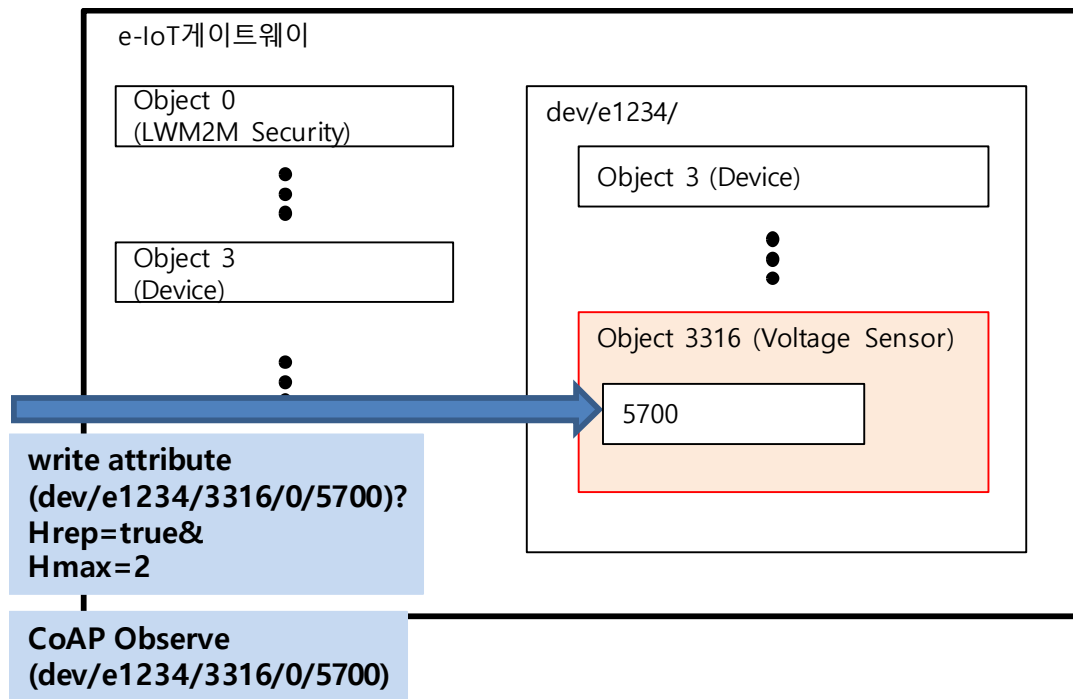 e-IoT게이트웨이
Object 0
(LWM2M Security)
Object 3
(Device)
dev/e1234/
Object 3 (Device)
Object 3316 (Voltage Sensor)
5700
write attribute
(dev/e1234/3316/0/5700)?
Hrep=true&
Hmax=2
CoAP Observe
(dev/e1234/3316/0/5700)